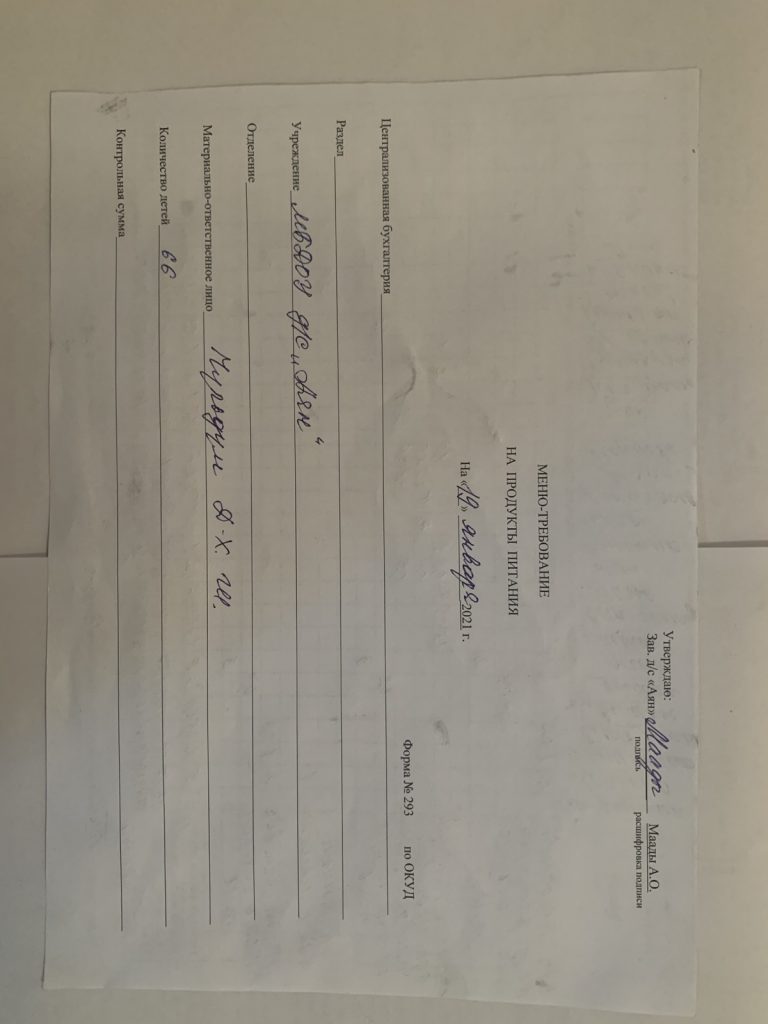 Утверждаю:
Зав. д/с «Аян» Маады Маады А.О.
подпись расшифровка подписи
МЕНЮ-ТРЕБОВАНИЕ
НА ПРОДУКТЫ ПИТАНИЯ
На «19» января 2021 г.
Форма № 293 по ОКУД
Централизованная бухгалтерия
Раздел
Учреждение МБДОУ д/с „Аян“
Отделение
Материально-ответственное лицо
Количество детей 66
Контрольная сумма